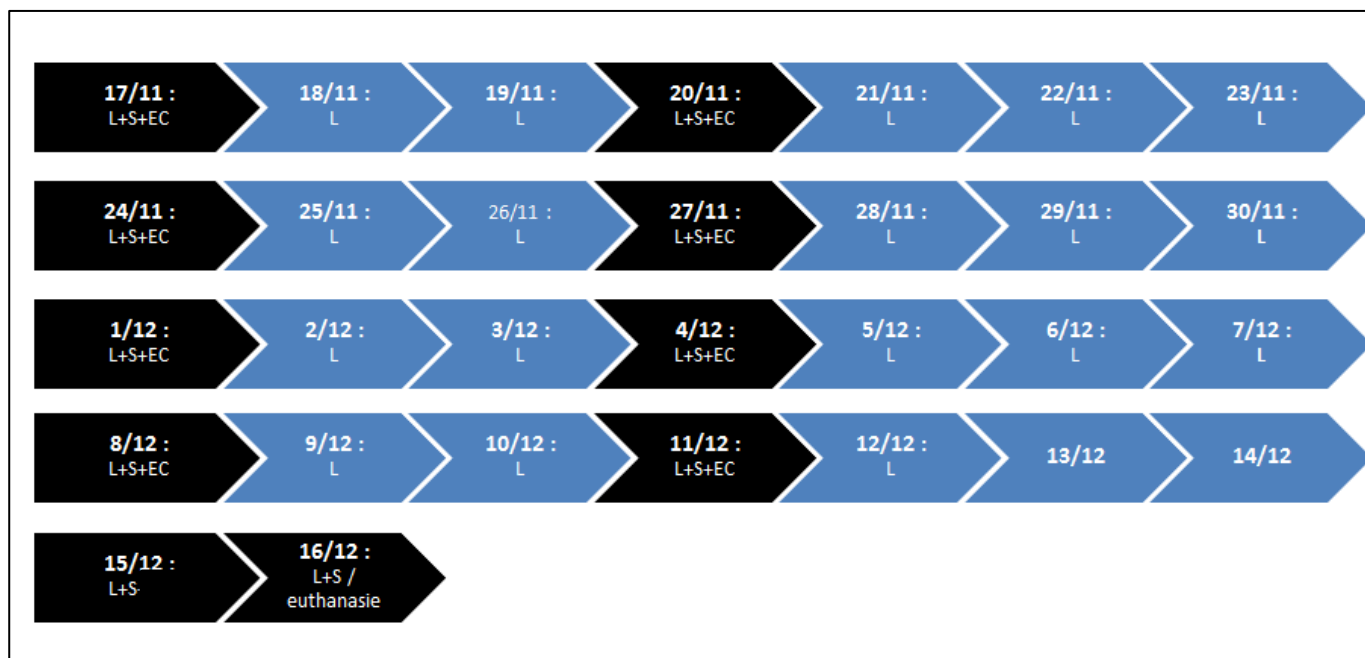 17/11 : 18/11 : 19/11 : 20/11 : 21/11 : 22/11 : 23/11 :
L+S+EC L L L+S+EC L L L
24/11 : 25/11 : 26/11 : 27/11 : 28/11 : 29/11 : 30/11 :
L+S+EC L L L+S+EC L L L
1/12 : 2/12 : 3/12 : 4/12 : 5/12 : 6/12 : 7/12 :
L+S+EC L L L+S+EC L L L
8/12 : 9/12 : 10/12 : 11/12 : 12/12 : 13/12 14/12
L+S+EC L L L+S+EC L
15/12 : 16/12 :
L+S- L+S /
euthanasie